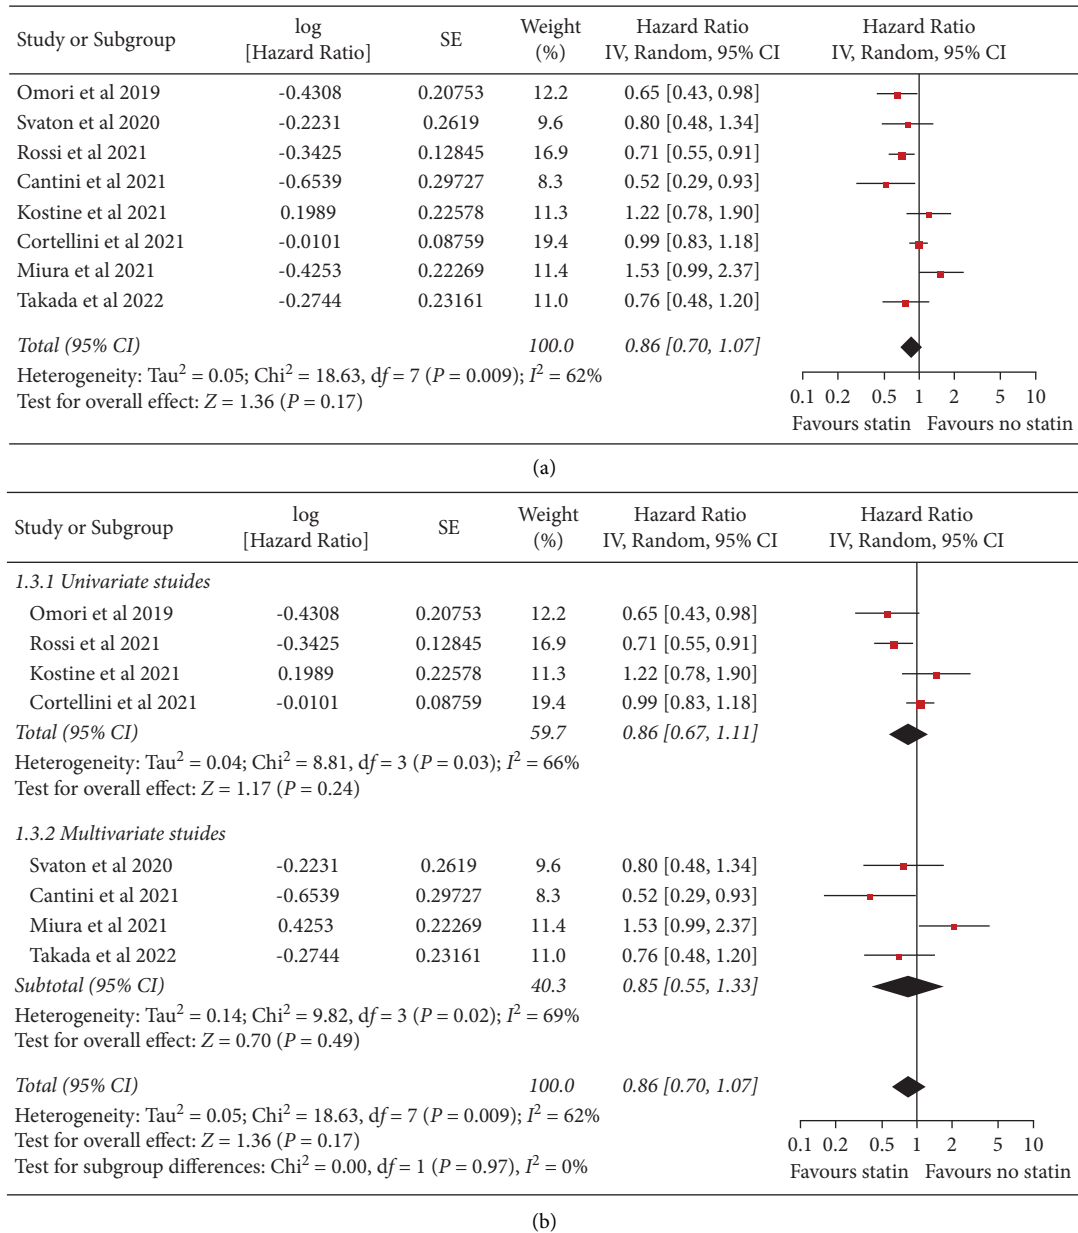 Study or Subgroup log [Hazard Ratio] SE Weight (%) Hazard Ratio IV, Random, 95% CI Hazard Ratio IV, Random, 95% CI
Omori et al 2019 -0.4308 0.20753 12.2 0.65 [0.43, 0.98]
Svaton et al 2020 -0.2231 0.2619 9.6 0.80 [0.48, 1.34]
Rossi et al 2021 -0.3425 0.12845 16.9 0.71 [0.55, 0.91]
Cantini et al 2021 -0.6539 0.29727 8.3 0.52 [0.29, 0.93]
Kostine et al 2021 0.1989 0.22578 11.3 1.22 [0.78, 1.90]
Cortellini et al 2021 -0.0101 0.08759 19.4 0.99 [0.83, 1.18]
Miura et al 2021 -0.4253 0.22269 11.4 1.53 [0.99, 2.37]
Takada et al 2022 -0.2744 0.23161 11.0 0.76 [0.48, 1.20]
Total (95% CI) 100.0 0.86 [0.70, 1.07]
Heterogeneity: Tau² = 0.05; Chi² = 18.63, df = 7 (P = 0.009); I² = 62%
Test for overall effect: Z = 1.36 (P = 0.17)
0.1 0.2 0.5 1 2 5 10
Favours statin Favours no statin
(a)
Study or Subgroup log [Hazard Ratio] SE Weight (%) Hazard Ratio IV, Random, 95% CI Hazard Ratio IV, Random, 95% CI
1.3.1 Univariate stuides
Omori et al 2019 -0.4308 0.20753 12.2 0.65 [0.43, 0.98]
Rossi et al 2021 -0.3425 0.12845 16.9 0.71 [0.55, 0.91]
Kostine et al 2021 0.1989 0.22578 11.3 1.22 [0.78, 1.90]
Cortellini et al 2021 -0.0101 0.08759 19.4 0.99 [0.83, 1.18]
Total (95% CI) 59.7 0.86 [0.67, 1.11]
Heterogeneity: Tau² = 0.04; Chi² = 8.81, df = 3 (P = 0.03); I² = 66%
Test for overall effect: Z = 1.17 (P = 0.24)
1.3.2 Multivariate stuides
Svaton et al 2020 -0.2231 0.2619 9.6 0.80 [0.48, 1.34]
Cantini et al 2021 -0.6539 0.29727 8.3 0.52 [0.29, 0.93]
Miura et al 2021 0.4253 0.22269 11.4 1.53 [0.99, 2.37]
Takada et al 2022 -0.2744 0.23161 11.0 0.76 [0.48, 1.20]
Subtotal (95% CI) 40.3 0.85 [0.55, 1.33]
Heterogeneity: Tau² = 0.14; Chi² = 9.82, df = 3 (P = 0.02); I² = 69%
Test for overall effect: Z = 0.70 (P = 0.49)
Total (95% CI) 100.0 0.86 [0.70, 1.07]
Heterogeneity: Tau² = 0.05; Chi² = 18.63, df = 7 (P = 0.009); I² = 62%
Test for overall effect: Z = 1.36 (P = 0.17)
Test for subgroup differences: Chi² = 0.00, df = 1 (P = 0.97), I² = 0%
0.1 0.2 0.5 1 2 5 10
Favours statin Favours no statin
(b)